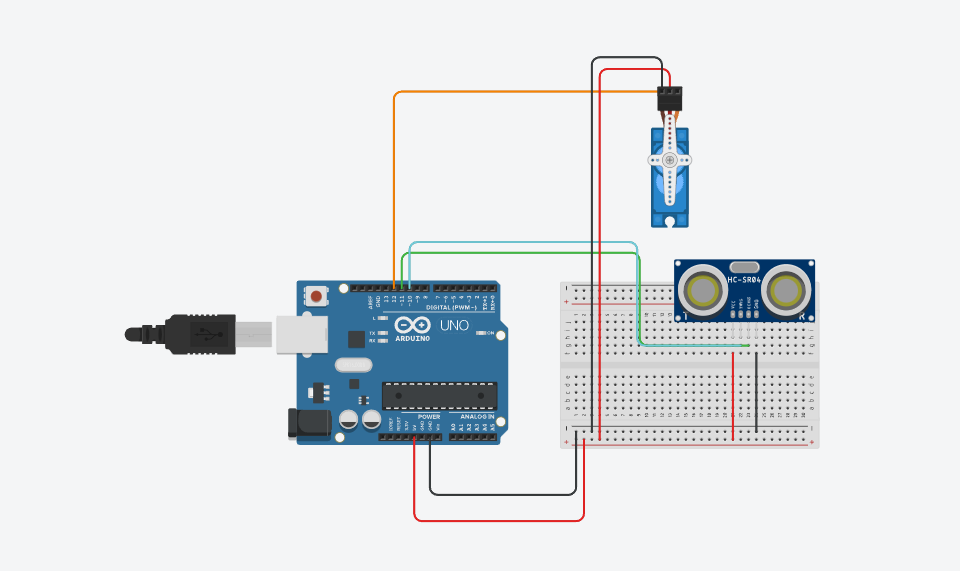 HC-SR04
VCC
TRIG
ECHO
GND
T
R
AREF
GND
13
12
~11
~10
~9
8
7
~6
~5
4
~3
2
TX→1
RX←0
DIGITAL (PWM~)
L
TX
RX
UNO
ARDUINO
ON
POWER
ANALOG IN
IOREF
RESET
3.3V
5V
GND
GND
Vin
A0
A1
A2
A3
A4
A5
f g h i j
a b c d e